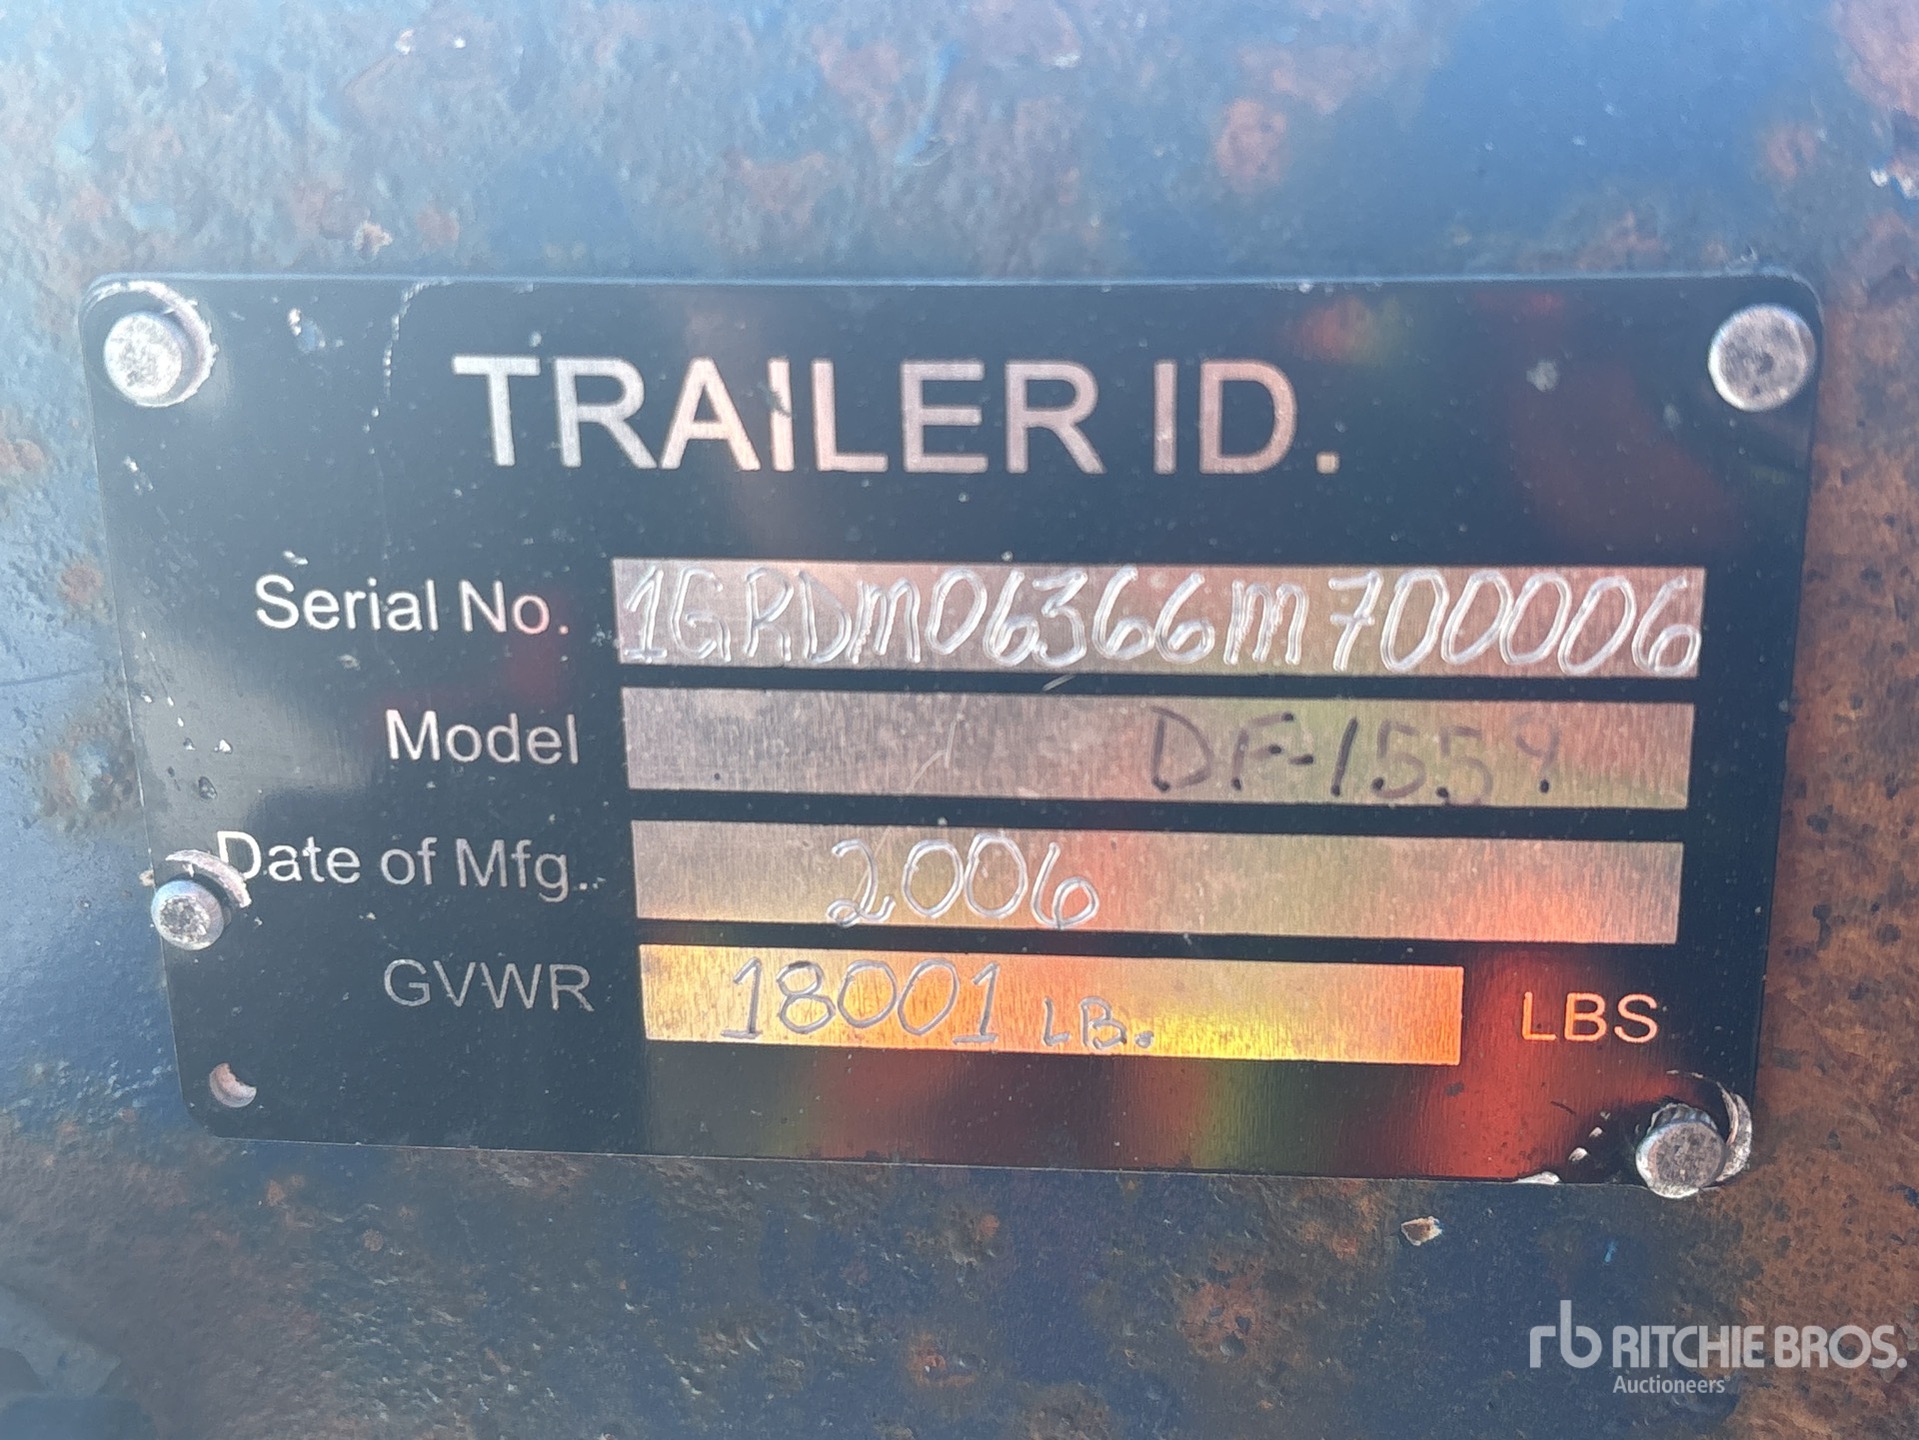 TRAILER ID.
Serial No. 1GRDM06366M700006
Model DF-1559
Date of Mfg.. 2006
GVWR 18001 LB. LBS
rb RITCHIE BROS.
Auctioneers